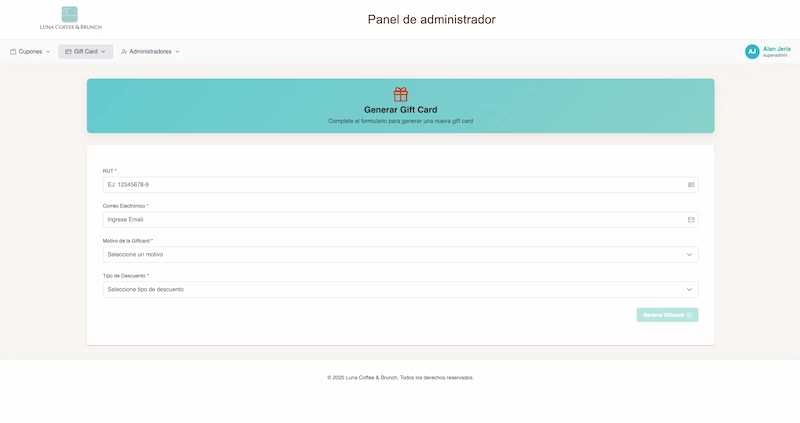 LUNA COFFEE & BRUNCH
Panel de administrador
Cupones
Gift Card
Administradores
AJ
Alan Jeria
superadmin
Generar Gift Card
Complete el formulario para generar una nueva gift card
RUT *
EJ: 12345678-9
Correo Electrónico *
Ingrese Email
Motivo de la Giftcard *
Seleccione un motivo
Tipo de Descuento *
Seleccione tipo de descuento
Generar Giftcard
© 2025 Luna Coffee & Brunch. Todos los derechos reservados.